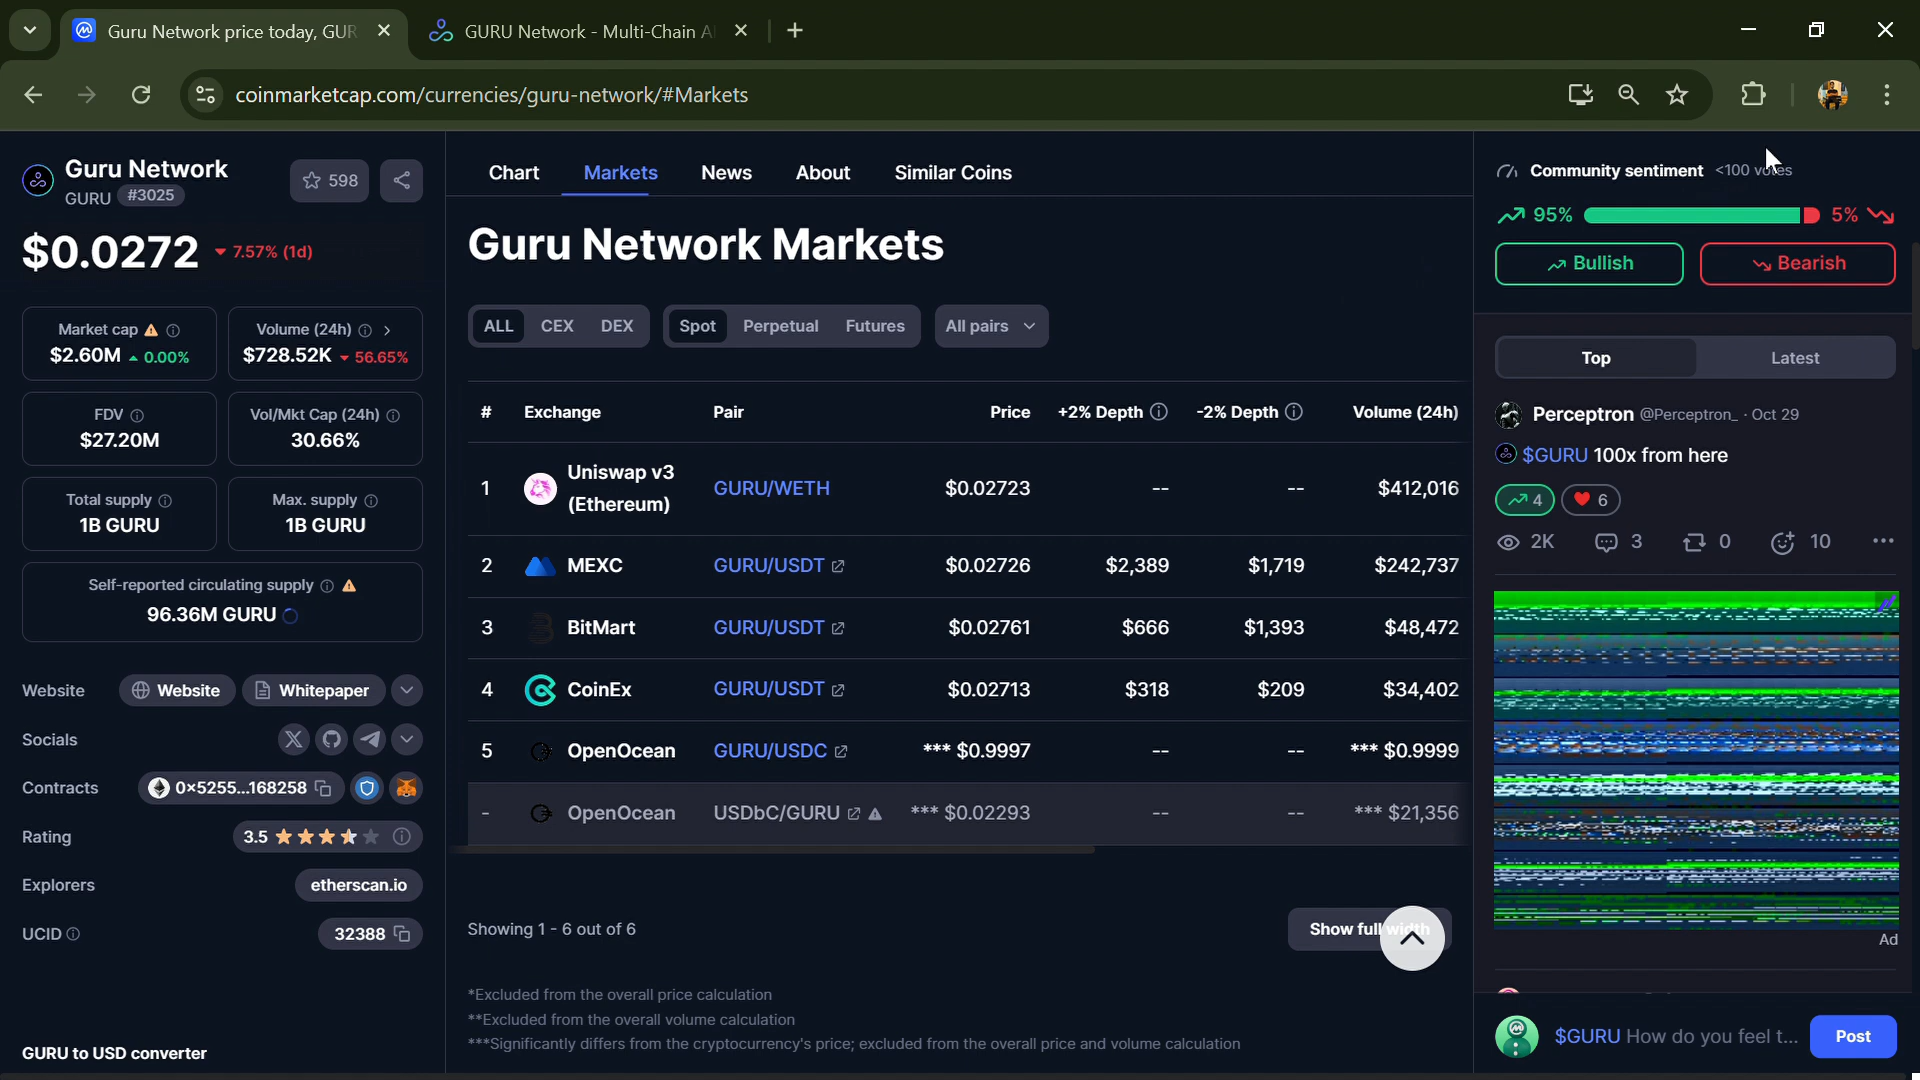 Guru Network price today, GUR
GURU Network - Multi-Chain A
coinmarketcap.com/currencies/guru-network/#Markets
Guru Network
GURU #3025
598
$0.0272 7.57% (1d)
Market cap
$2.60M 0.00%
Volume (24h)
$728.52K 56.65%
FDV
$27.20M
Vol/Mkt Cap (24h)
30.66%
Total supply
1B GURU
Max. supply
1B GURU
Self-reported circulating supply
96.36M GURU
Website Website Whitepaper
Socials
Contracts 0x5255...168258
Rating 3.5
Explorers etherscan.io
UCID 32388
GURU to USD converter
Chart Markets News About Similar Coins
Guru Network Markets
ALL CEX DEX Spot Perpetual Futures All pairs
# Exchange Pair Price +2% Depth -2% Depth Volume (24h)
1 Uniswap v3 (Ethereum) GURU/WETH $0.02723 -- -- $412,016
2 MEXC GURU/USDT $0.02726 $2,389 $1,719 $242,737
3 BitMart GURU/USDT $0.02761 $666 $1,393 $48,472
4 CoinEx GURU/USDT $0.02713 $318 $209 $34,402
5 OpenOcean GURU/USDC *** $0.9997 -- -- *** $0.9999
- OpenOcean USDbC/GURU *** $0.02293 -- -- *** $21,356
Showing 1 - 6 out of 6
Show full width
*Excluded from the overall price calculation
**Excluded from the overall volume calculation
***Significantly differs from the cryptocurrency's price; excluded from the overall price and volume calculation
Community sentiment <100 votes
95% 5%
Bullish Bearish
Top Latest
Perceptron @Perceptron_ · Oct 29
$GURU 100x from here
4 6
2K 3 0 10
Ad
$GURU How do you feel t...
Post